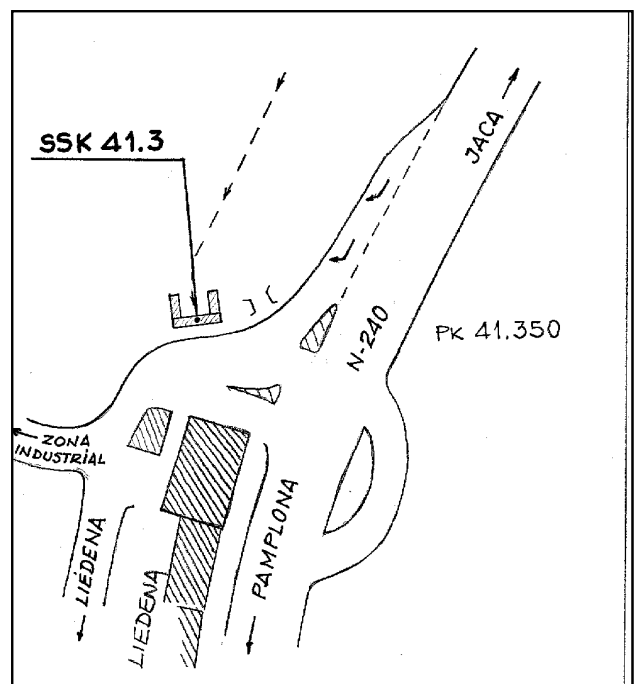 JACA
SSK 41.3
N-240
PK 41.350
ZONA
INDUSTRIAL
LIEDENA
LIEDENA
PAMPLONA